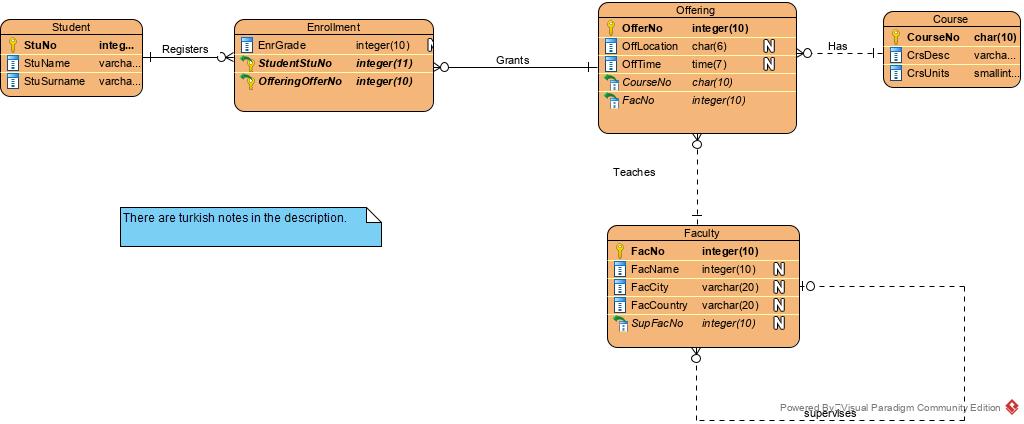 Student
StuNo integ...
StuName varcha...
StuSurname varcha...
Registers
Enrollment
EnrGrade integer(10) N
StudentStuNo integer(11)
OfferingOfferNo integer(10)
Grants
Offering
OfferNo integer(10)
OffLocation char(6) N
OffTime time(7) N
CourseNo char(10)
FacNo integer(10)
Has
Course
CourseNo char(10)
CrsDesc varcha...
CrsUnits smallint...
Teaches
There are turkish notes in the description.
Faculty
FacNo integer(10)
FacName integer(10) N
FacCity varchar(20) N
FacCountry varchar(20) N
SupFacNo integer(10) N
supervises
Powered By Visual Paradigm Community Edition